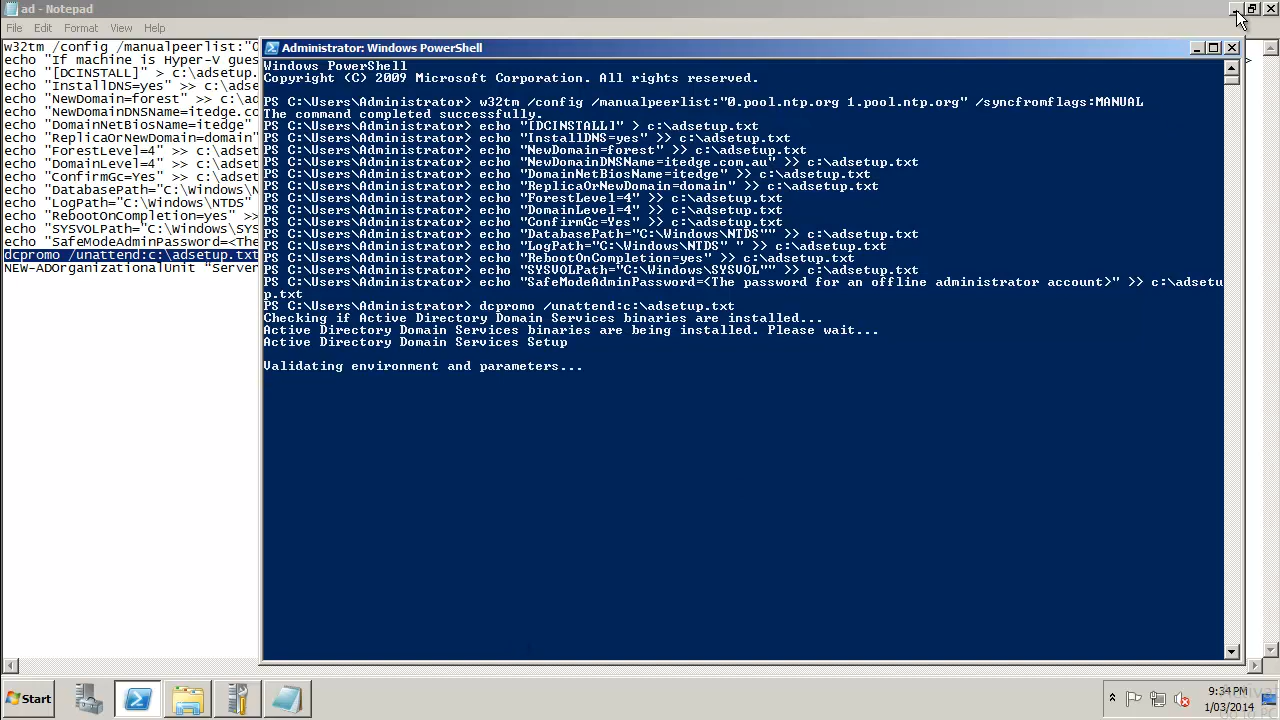 ad - Notepad
File Edit Format View Help
w32tm /config /manualpeerlist:"0
echo "If machine is Hyper-V gues
echo "[DCINSTALL]" > c:\adsetup.
echo "InstallDNS=yes" >> c:\adse
echo "NewDomain=forest" >> c:\ad
echo "NewDomainDNSName=itedge.co
echo "DomainNetBiosName=itedge"
echo "ReplicaOrNewDomain=domain"
echo "ForestLevel=4" >> c:\adset
echo "DomainLevel=4" >> c:\adset
echo "ConfirmGc=Yes" >> c:\adset
echo "DatabasePath="C:\Windows\N
echo "LogPath="C:\Windows\NTDS"
echo "RebootOnCompletion=yes" >>
echo "SYSVOLPath="C:\Windows\SYS
echo "SafeModeAdminPassword=<The
dcpromo /unattend:c:\adsetup.txt
NEW-ADOrganizationalUnit "Server
Administrator: Windows PowerShell
Windows PowerShell
Copyright (C) 2009 Microsoft Corporation. All rights reserved.
PS C:\Users\Administrator> w32tm /config /manualpeerlist:"0.pool.ntp.org 1.pool.ntp.org" /syncfromflags:MANUAL
The command completed successfully.
PS C:\Users\Administrator> echo "[DCINSTALL]" > c:\adsetup.txt
PS C:\Users\Administrator> echo "InstallDNS=yes" >> c:\adsetup.txt
PS C:\Users\Administrator> echo "NewDomain=forest" >> c:\adsetup.txt
PS C:\Users\Administrator> echo "NewDomainDNSName=itedge.com.au" >> c:\adsetup.txt
PS C:\Users\Administrator> echo "DomainNetBiosName=itedge" >> c:\adsetup.txt
PS C:\Users\Administrator> echo "ReplicaOrNewDomain=domain" >> c:\adsetup.txt
PS C:\Users\Administrator> echo "ForestLevel=4" >> c:\adsetup.txt
PS C:\Users\Administrator> echo "DomainLevel=4" >> c:\adsetup.txt
PS C:\Users\Administrator> echo "ConfirmGc=Yes" >> c:\adsetup.txt
PS C:\Users\Administrator> echo "DatabasePath="C:\Windows\NTDS"" >> c:\adsetup.txt
PS C:\Users\Administrator> echo "LogPath="C:\Windows\NTDS" " >> c:\adsetup.txt
PS C:\Users\Administrator> echo "RebootOnCompletion=yes" >> c:\adsetup.txt
PS C:\Users\Administrator> echo "SYSVOLPath="C:\Windows\SYSVOL"" >> c:\adsetup.txt
PS C:\Users\Administrator> echo "SafeModeAdminPassword=<The password for an offline administrator account>" >> c:\adsetu
p.txt
PS C:\Users\Administrator> dcpromo /unattend:c:\adsetup.txt
Checking if Active Directory Domain Services binaries are installed...
Active Directory Domain Services binaries are being installed. Please wait...
Active Directory Domain Services Setup
Validating environment and parameters...
Start
9:34 PM
1/03/2014